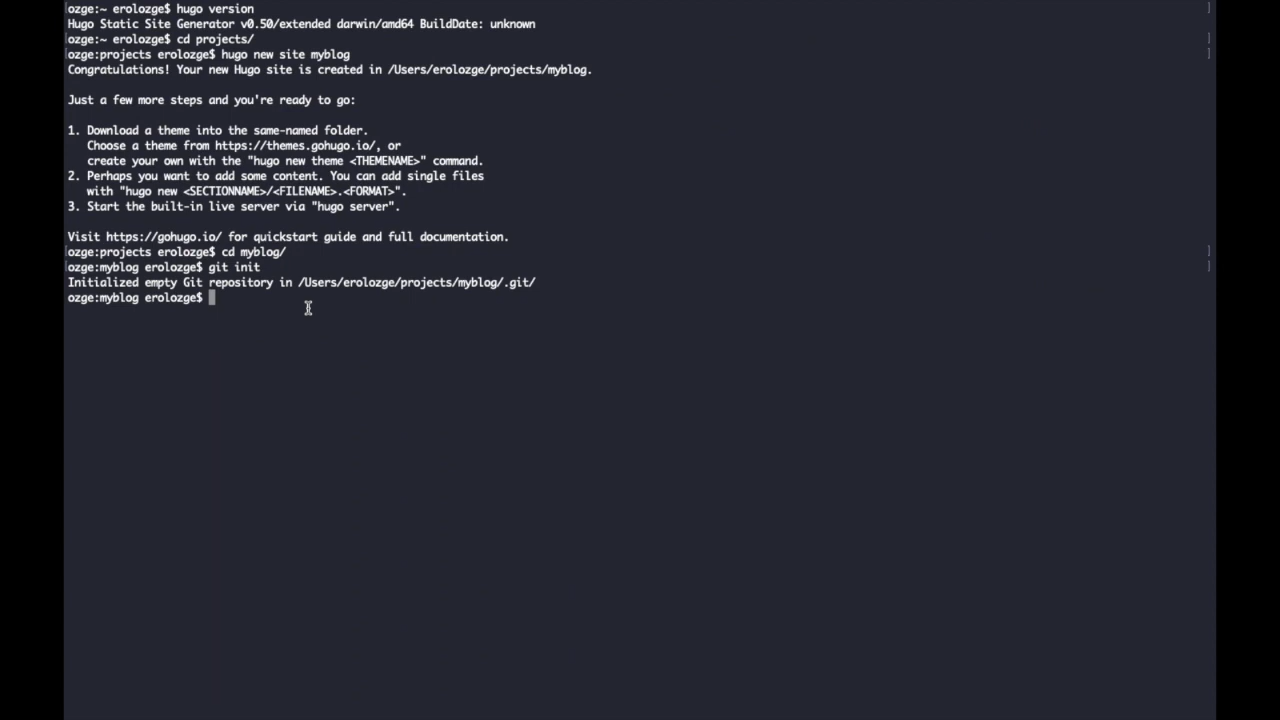 ozge:~ erolozge$ hugo version
Hugo Static Site Generator v0.50/extended darwin/amd64 BuildDate: unknown
ozge:~ erolozge$ cd projects/
ozge:projects erolozge$ hugo new site myblog
Congratulations! Your new Hugo site is created in /Users/erolozge/projects/myblog.
Just a few more steps and you're ready to go:
1. Download a theme into the same-named folder.
Choose a theme from https://themes.gohugo.io/, or
create your own with the "hugo new theme <THEMENAME>" command.
2. Perhaps you want to add some content. You can add single files
with "hugo new <SECTIONNAME>/<FILENAME>.<FORMAT>".
3. Start the built-in live server via "hugo server".
Visit https://gohugo.io/ for quickstart guide and full documentation.
ozge:projects erolozge$ cd myblog/
ozge:myblog erolozge$ git init
Initialized empty Git repository in /Users/erolozge/projects/myblog/.git/
ozge:myblog erolozge$